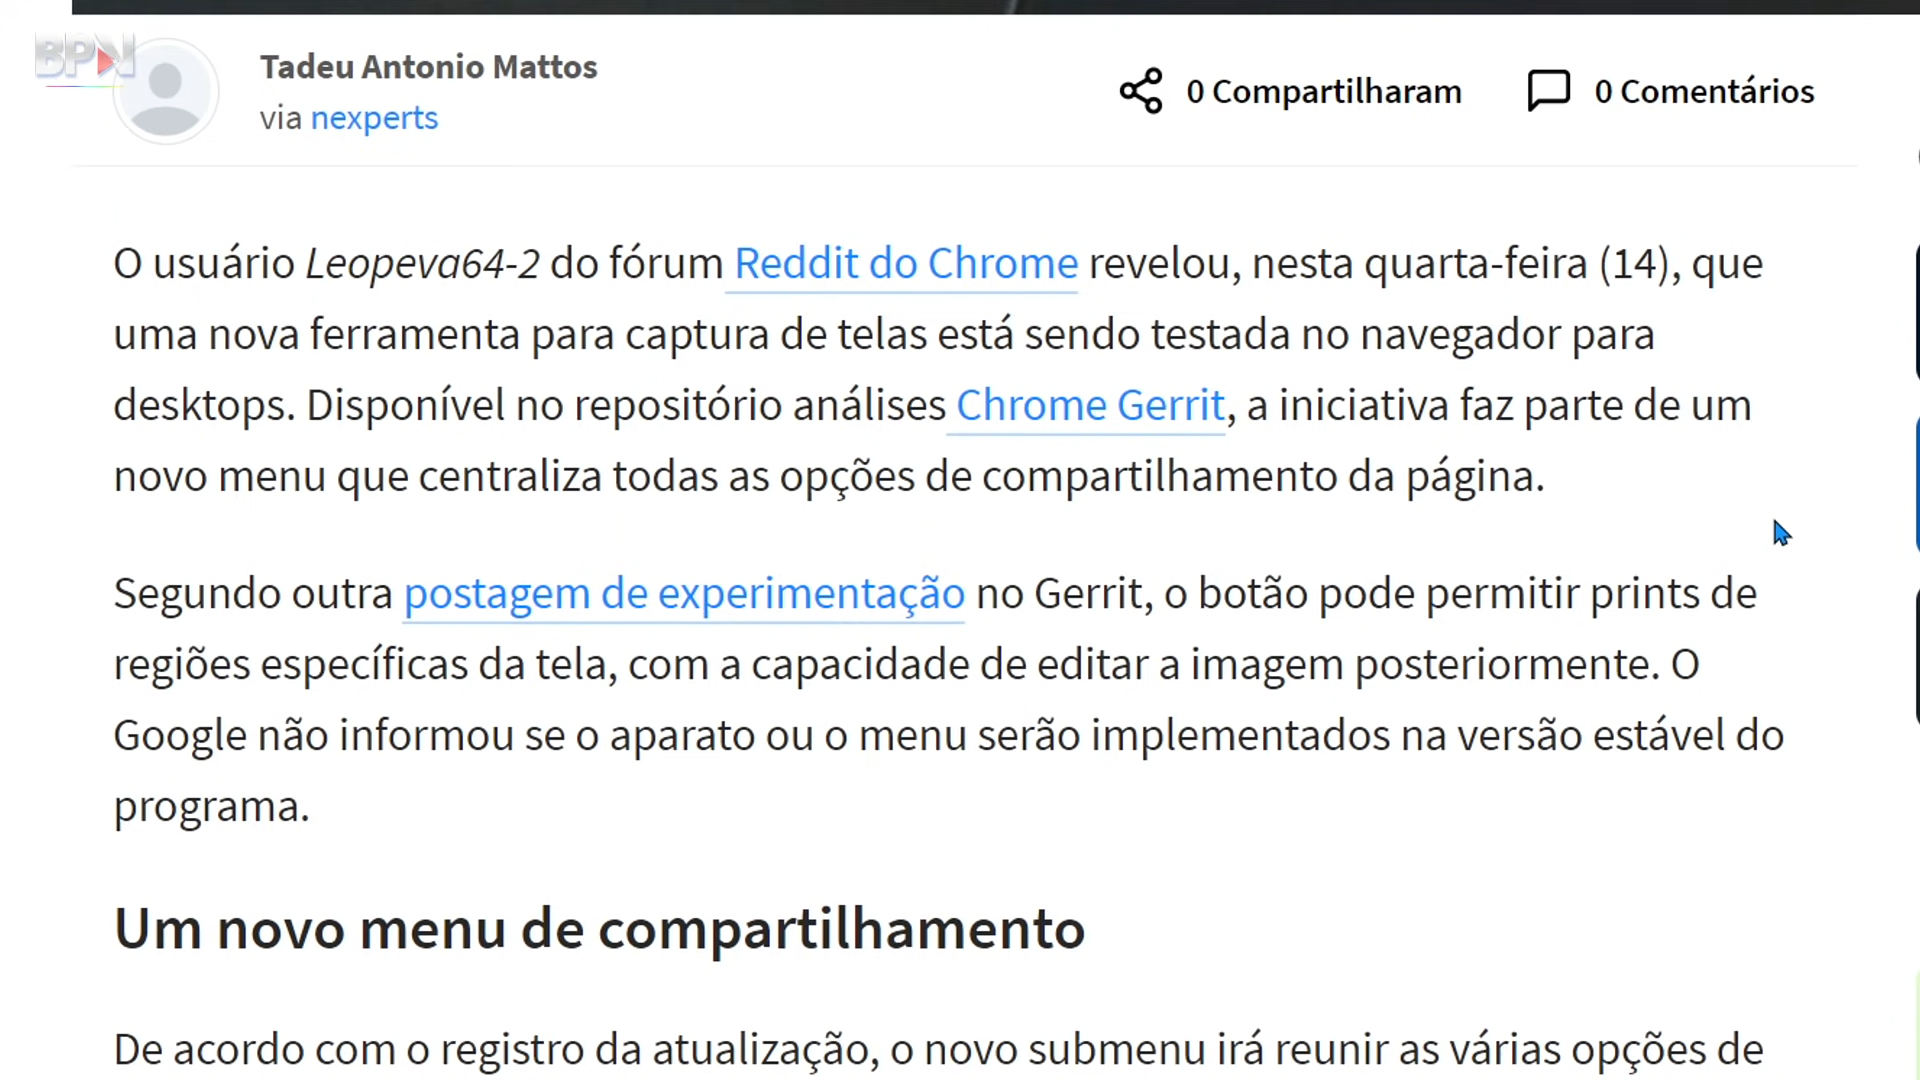 BPN
Tadeu Antonio Mattos
via nexperts
0 Compartilharam
0 Comentários
O usuário Leopeva64-2 do fórum Reddit do Chrome revelou, nesta quarta-feira (14), que
uma nova ferramenta para captura de telas está sendo testada no navegador para
desktops. Disponível no repositório análises Chrome Gerrit, a iniciativa faz parte de um
novo menu que centraliza todas as opções de compartilhamento da página.
Segundo outra postagem de experimentação no Gerrit, o botão pode permitir prints de
regiões específicas da tela, com a capacidade de editar a imagem posteriormente. O
Google não informou se o aparato ou o menu serão implementados na versão estável do
programa.
Um novo menu de compartilhamento
De acordo com o registro da atualização, o novo submenu irá reunir as várias opções de